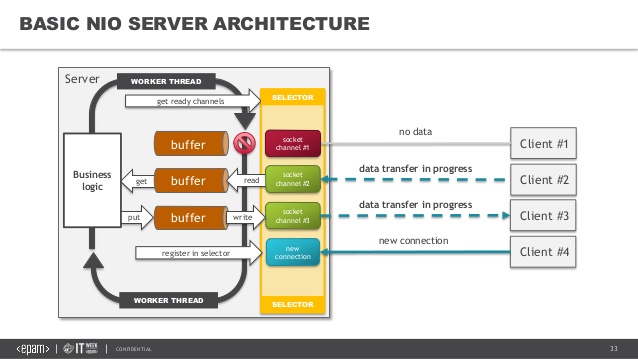 BASIC NIO SERVER ARCHITECTURE
Server
WORKER THREAD
get ready channels
SELECTOR
buffer
socket
channel #1
no data
Client #1
Business
logic
get
buffer
read
socket
channel #2
data transfer in progress
Client #2
put
buffer
write
socket
channel #3
data transfer in progress
Client #3
register in selector
new
connection
new connection
Client #4
WORKER THREAD
SELECTOR
<epam>
IT WEEK
<epam>
CONFIDENTIAL
33